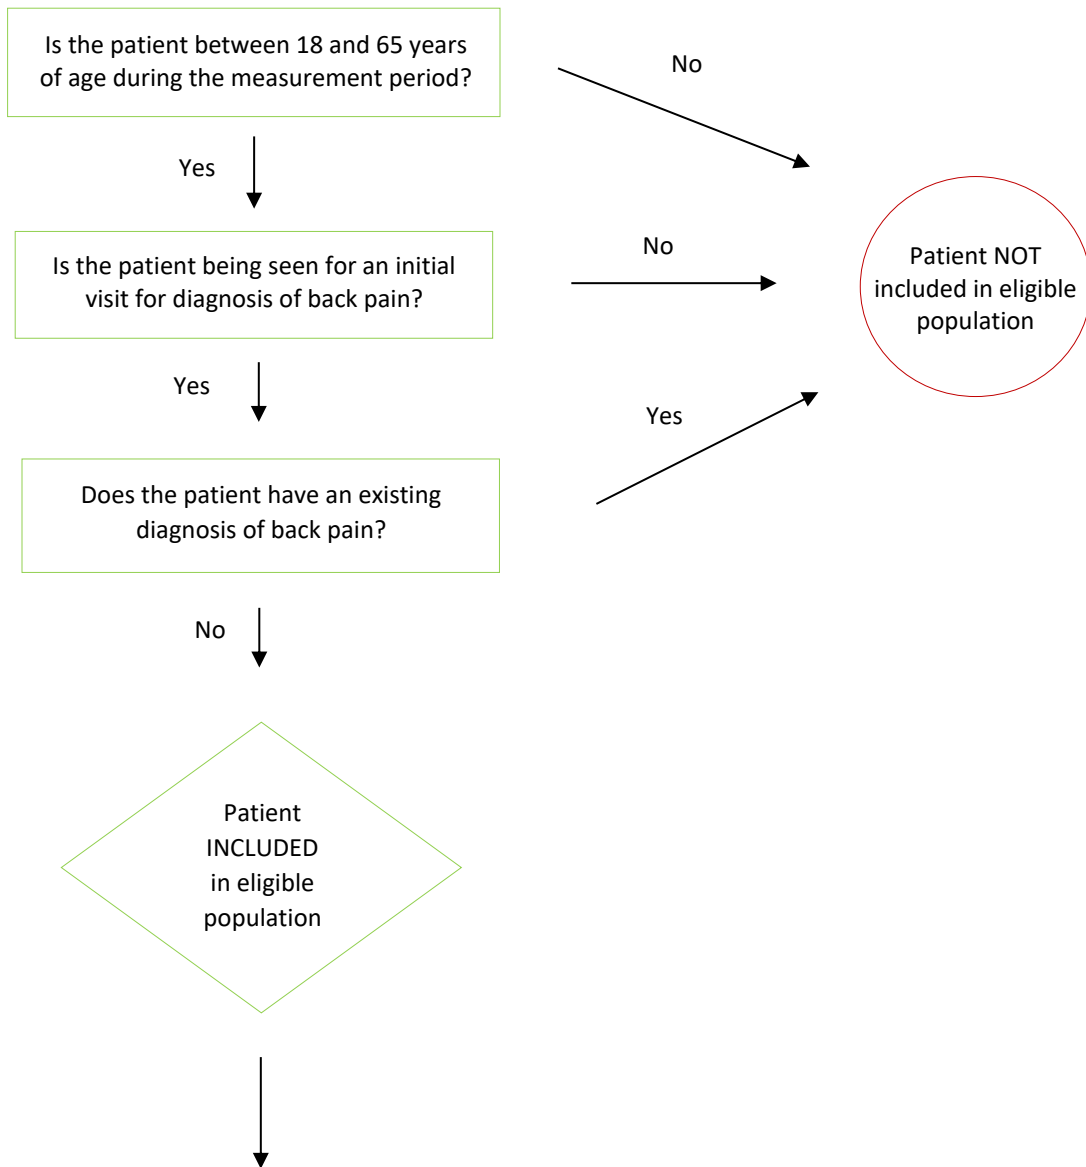 Is the patient between 18 and 65 years
of age during the measurement period?
No
Yes
Is the patient being seen for an initial
visit for diagnosis of back pain?
No
Patient NOT
included in eligible
population
Yes
Does the patient have an existing
diagnosis of back pain?
Yes
No
Patient
INCLUDED
in eligible
population